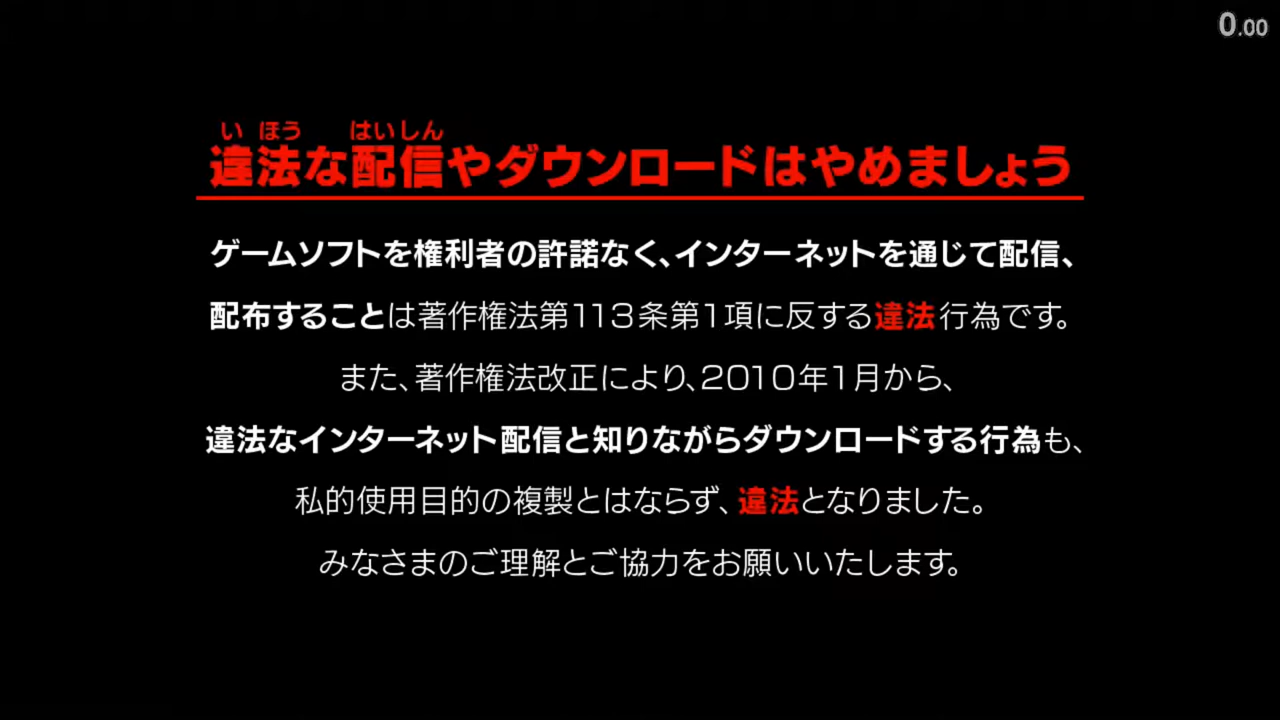 0.00
いほう はいしん
違法な配信やダウンロードはやめましょう
ゲームソフトを権利者の許諾なく、インターネットを通じて配信、
配布することは著作権法第113条第1項に反する違法行為です。
また、著作権法改正により、2010年1月から、
違法なインターネット配信と知りながらダウンロードする行為も、
私的使用目的の複製とはならず、違法となりました。
みなさまのご理解とご協力をお願いいたします。